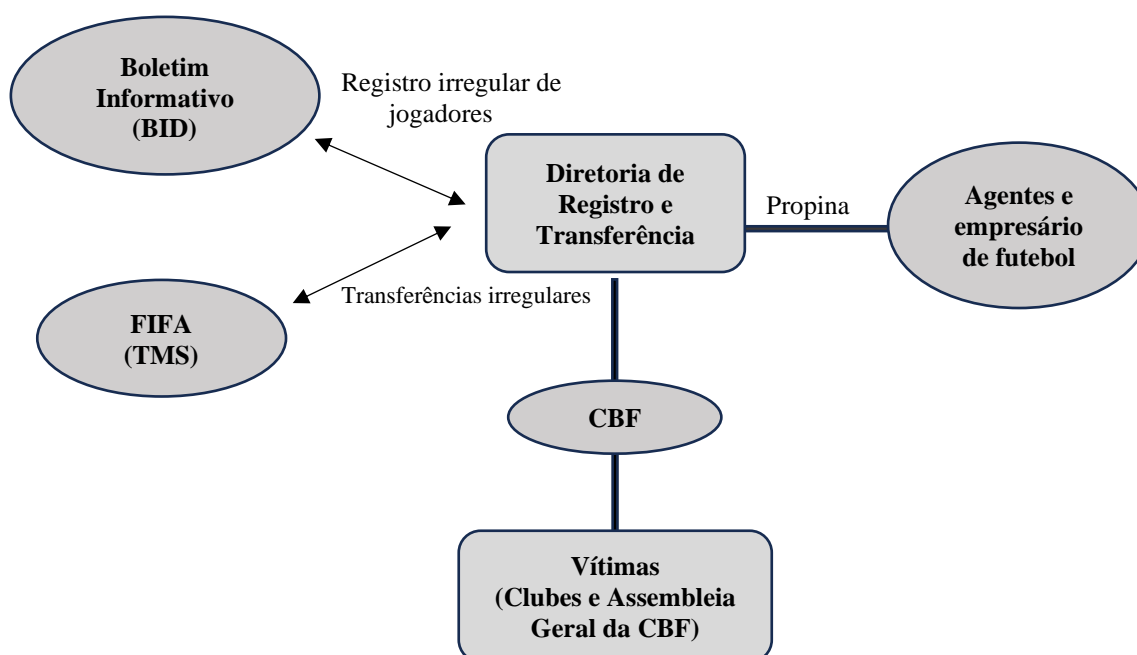 Boletim
Informativo
(BID)
Registro irregular de
jogadores
Diretoria de
Registro e
Transferência
Propina
Agentes e
empresário
de futebol
Transferências irregulares
FIFA
(TMS)
CBF
Vítimas
(Clubes e Assembleia
Geral da CBF)